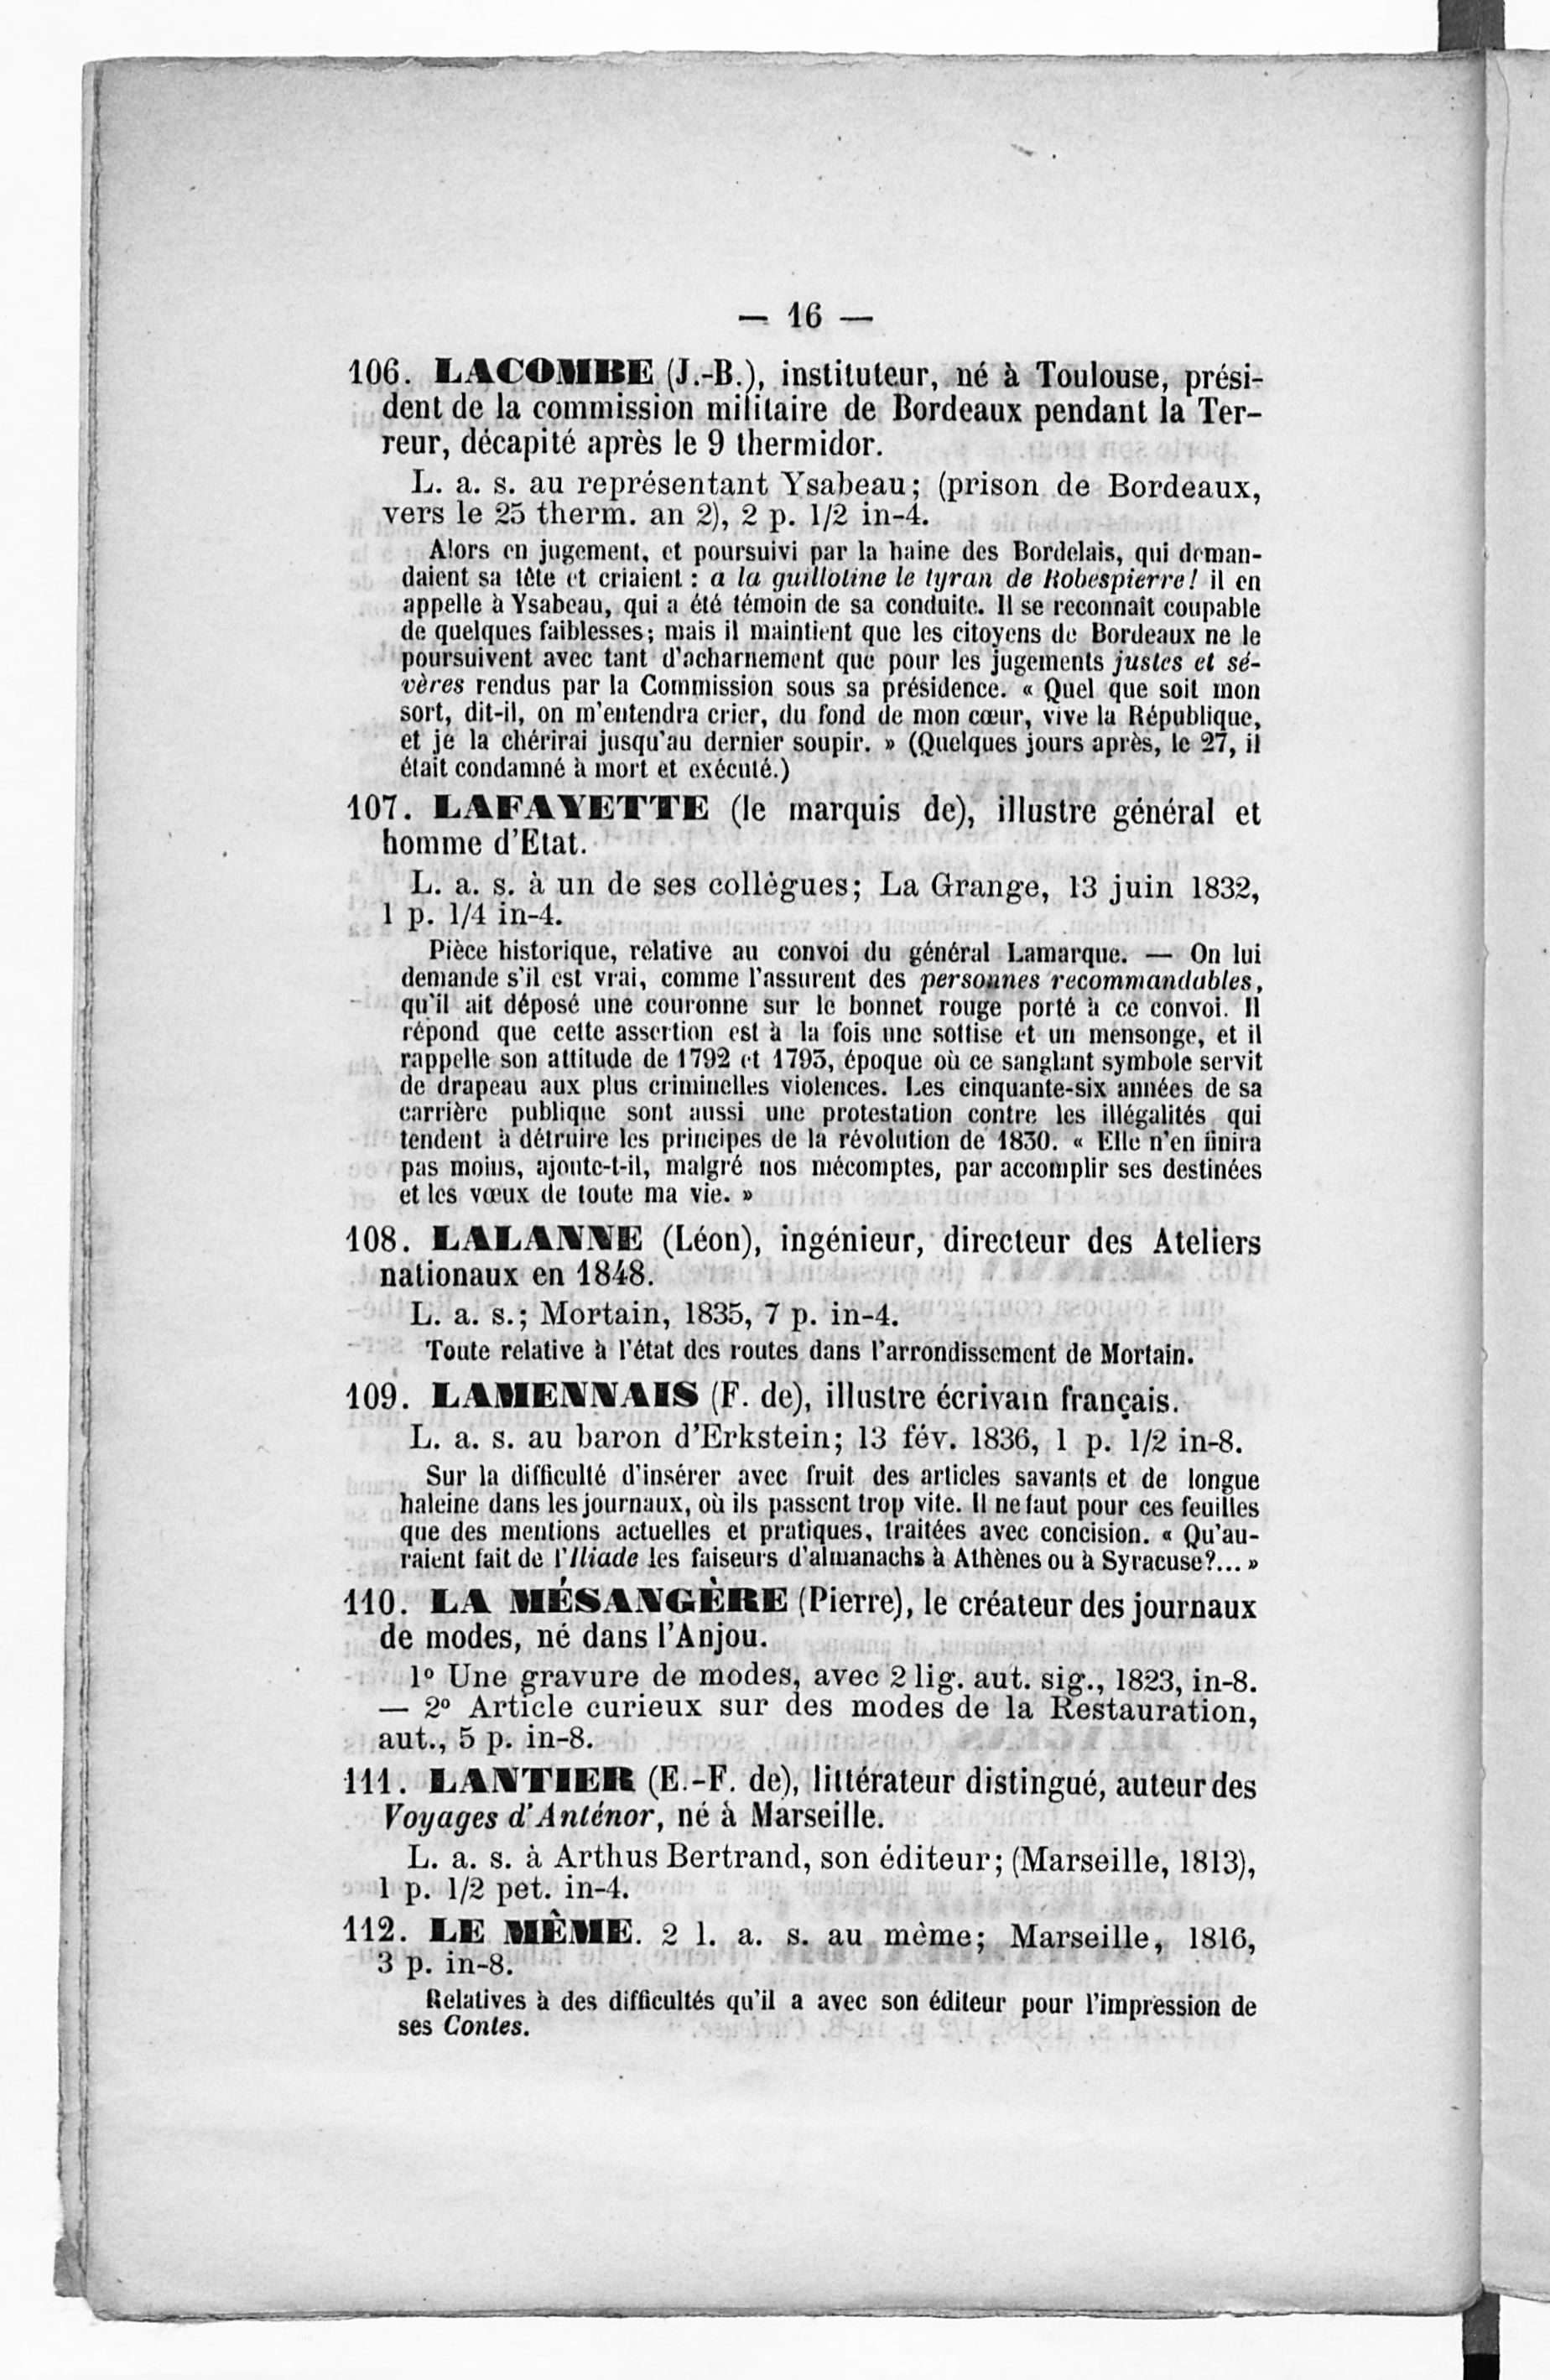 — 16 —
106. LACOMBE (J.-B.), instituteur, né à Toulouse, prési-
dent de la commission militaire de Bordeaux pendant la Ter-
reur, décapité après le 9 thermidor.
L. a. s. au représentant Ysabeau; (prison de Bordeaux,
vers le 25 therm. an 2), 2 p. 1/2 in-4.
Alors en jugement, et poursuivi par la haine des Bordelais, qui deman-
daient sa tête et criaient : a la guillotine le tyran de Robespierre! il en
appelle à Ysabeau, qui a été témoin de sa conduite. Il se reconnaît coupable
de quelques faiblesses; mais il maintient que les citoyens de Bordeaux ne le
poursuivent avec tant d'acharnement que pour les jugements justes et sé-
vères rendus par la Commission sous sa présidence. « Quel que soit mon
sort, dit-il, on m'entendra crier, du fond de mon cœur, vive la République,
et je la chérirai jusqu'au dernier soupir. » (Quelques jours après, le 27, il
était condamné à mort et exécuté.)
107. LAFAYETTE (le marquis de), illustre général et
homme d'Etat.
L. a. s. à un de ses collègues; La Grange, 13 juin 1832,
1 p. 1/4 in-4.
Pièce historique, relative au convoi du général Lamarque. — On lui
demande s'il est vrai, comme l'assurent des personnes recommandables,
qu'il ait déposé une couronne sur le bonnet rouge porté à ce convoi. Il
répond que cette assertion est à la fois une sottise et un mensonge, et il
rappelle son attitude de 1792 et 1793, époque où ce sanglant symbole servit
de drapeau aux plus criminelles violences. Les cinquante-six années de sa
carrière publique sont aussi une protestation contre les illégalités qui
tendent à détruire les principes de la révolution de 1830. « Elle n'en finira
pas moins, ajoute-t-il, malgré nos mécomptes, par accomplir ses destinées
et les vœux de toute ma vie. »
108. LALANNE (Léon), ingénieur, directeur des Ateliers
nationaux en 1848.
L. a. s.; Mortain, 1835, 7 p. in-4.
Toute relative à l'état des routes dans l'arrondissement de Mortain.
109. LAMENNAIS (F. de), illustre écrivain français.
L. a. s. au baron d'Erkstein; 13 fév. 1836, 1 p. 1/2 in-8.
Sur la difficulté d'insérer avec fruit des articles savants et de longue
haleine dans les journaux, où ils passent trop vite. Il ne faut pour ces feuilles
que des mentions actuelles et pratiques, traitées avec concision. « Qu'au-
raient fait de l'Iliade les faiseurs d'almanachs à Athènes ou à Syracuse?... »
110. LA MÉSANGÈRE (Pierre), le créateur des journaux
de modes, né dans l'Anjou.
1º Une gravure de modes, avec 2 lig. aut. sig., 1823, in-8.
— 2º Article curieux sur des modes de la Restauration,
aut., 5 p. in-8.
111. LANTIER (E.-F. de), littérateur distingué, auteur des
Voyages d'Anténor, né à Marseille.
L. a. s. à Arthus Bertrand, son éditeur; (Marseille, 1813),
1 p. 1/2 pet. in-4.
112. LE MÊME. 2 l. a. s. au même; Marseille, 1816,
3 p. in-8.
Relatives à des difficultés qu'il a avec son éditeur pour l'impression de
ses Contes.